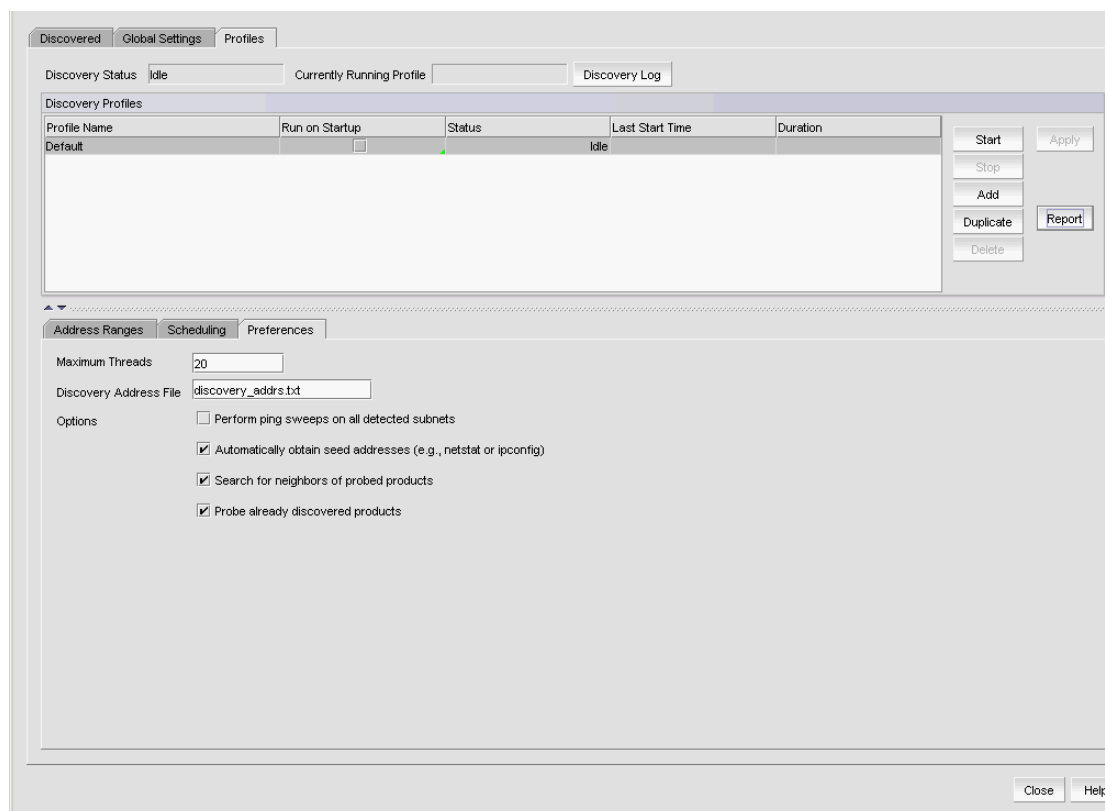 Discovered Global Settings Profiles
Discovery Status Idle Currently Running Profile Discovery Log
Discovery Profiles
Profile Name Run on Startup Status Last Start Time Duration
Default Idle
Start Apply
Stop
Add
Duplicate Report
Delete
Address Ranges Scheduling Preferences
Maximum Threads 20
Discovery Address File discovery_addrs.txt
Options Perform ping sweeps on all detected subnets
Automatically obtain seed addresses (e.g., netstat or ipconfig)
Search for neighbors of probed products
Probe already discovered products
Close Help